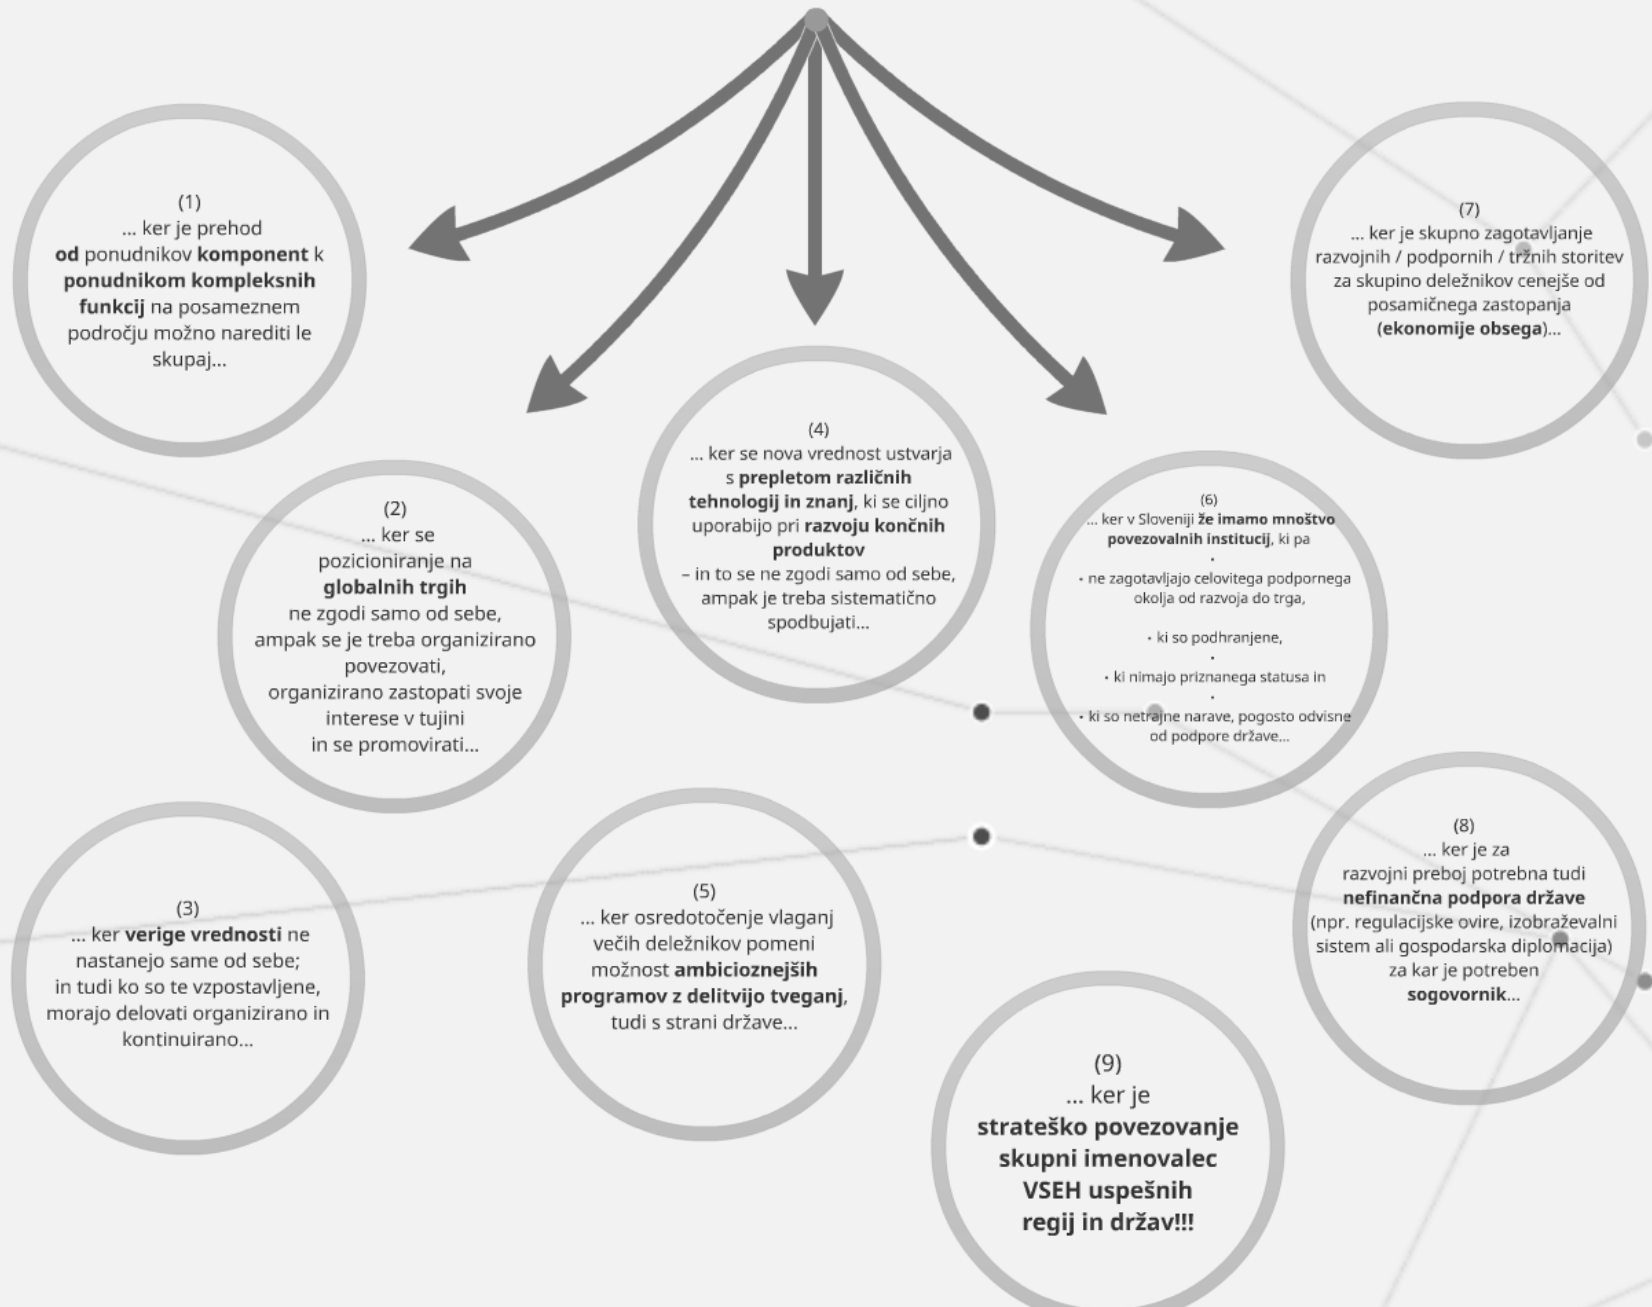 (1)
... ker je prehod
od ponudnikov komponent k
ponudnikom kompleksnih
funkcij na posameznem
področju možno narediti le
skupaj...
(2)
... ker se
pozicioniranje na
globalnih trgih
ne zgodi samo od sebe,
ampak se je treba organizirano
povezovati,
organizirano zastopati svoje
interese v tujini
in se promovirati...
(3)
... ker verige vrednosti ne
nastanejo same od sebe;
in tudi ko so te vzpostavljene,
morajo delovati organizirano in
kontinuirano...
(4)
... ker se nova vrednost ustvarja
s prepletom različnih
tehnologij in znanj, ki se ciljno
uporabijo pri razvoju končnih
produktov
– in to se ne zgodi samo od sebe,
ampak je treba sistematično
spodbujati...
(5)
... ker osredotočenje vlaganj
večih deležnikov pomeni
možnost ambicioznejših
programov z delitvijo tveganj,
tudi s strani države...
(6)
... ker v Sloveniji že imamo mnoštvo
povezovalnih institucij, ki pa
•
• ne zagotavljajo celovitega podpornega
okolja od razvoja do trga,
• ki so podhranjene,
•
• ki nimajo priznanega statusa in
•
• ki so netrajne narave, pogosto odvisne
od podpore države...
(7)
... ker je skupno zagotavljanje
razvojnih / podpornih / tržnih storitev
za skupino deležnikov cenejše od
posamičnega zastopanja
(ekonomije obsega)...
(8)
... ker je za
razvojni preboj potrebna tudi
nefinančna podpora države
(npr. regulacijske ovire, izobraževalni
sistem ali gospodarska diplomacija)
za kar je potreben
sogovornik...
(9)
... ker je
strateško povezovanje
skupni imenovalec
VSEH uspešnih
regij in držav!!!